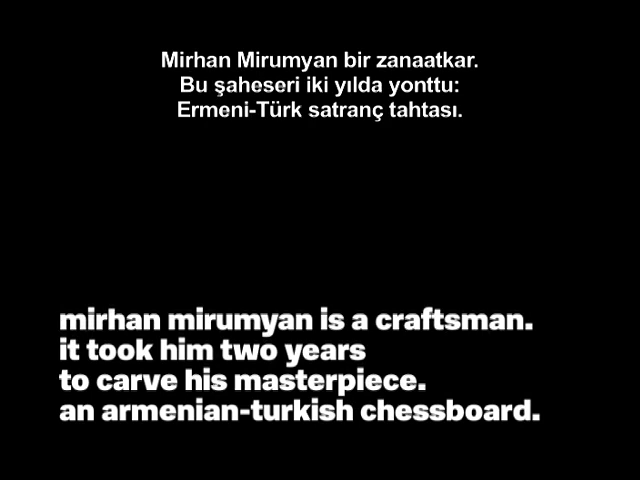 Mirhan Mirumyan bir zanaatkar.
Bu şaheseri iki yılda yonttu:
Ermeni-Türk satranç tahtası.
mirhan mirumyan is a craftsman.
it took him two years
to carve his masterpiece.
an armenian-turkish chessboard.